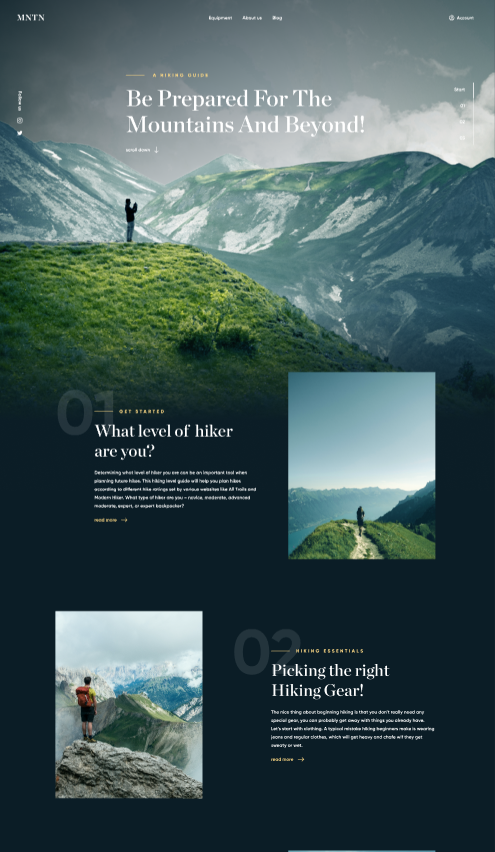 MNTN
Equipment About us Blog
Account
A HIKING GUIDE
Be Prepared For The
Mountains And Beyond!
scroll down
Follow us
Start
01
02
03
01
GET STARTED
What level of hiker
are you?
Determining what level of hiker you are can be an important tool when
planning future hikes. This hiking level guide will help you plan hikes
according to different hike ratings set by various websites like All Trails and
Modern Hiker. What type of hiker are you – novice, moderate, advanced
moderate, expert, or expert backpacker?
read more
02
HIKING ESSENTIALS
Picking the right
Hiking Gear!
The nice thing about beginning hiking is that you don't really need any
special gear, you can probably get away with things you already have.
Let's start with clothing. A typical mistake hiking beginners make is wearing
jeans and regular clothes, which will get heavy and chafe wif they get
sweaty or wet.
read more